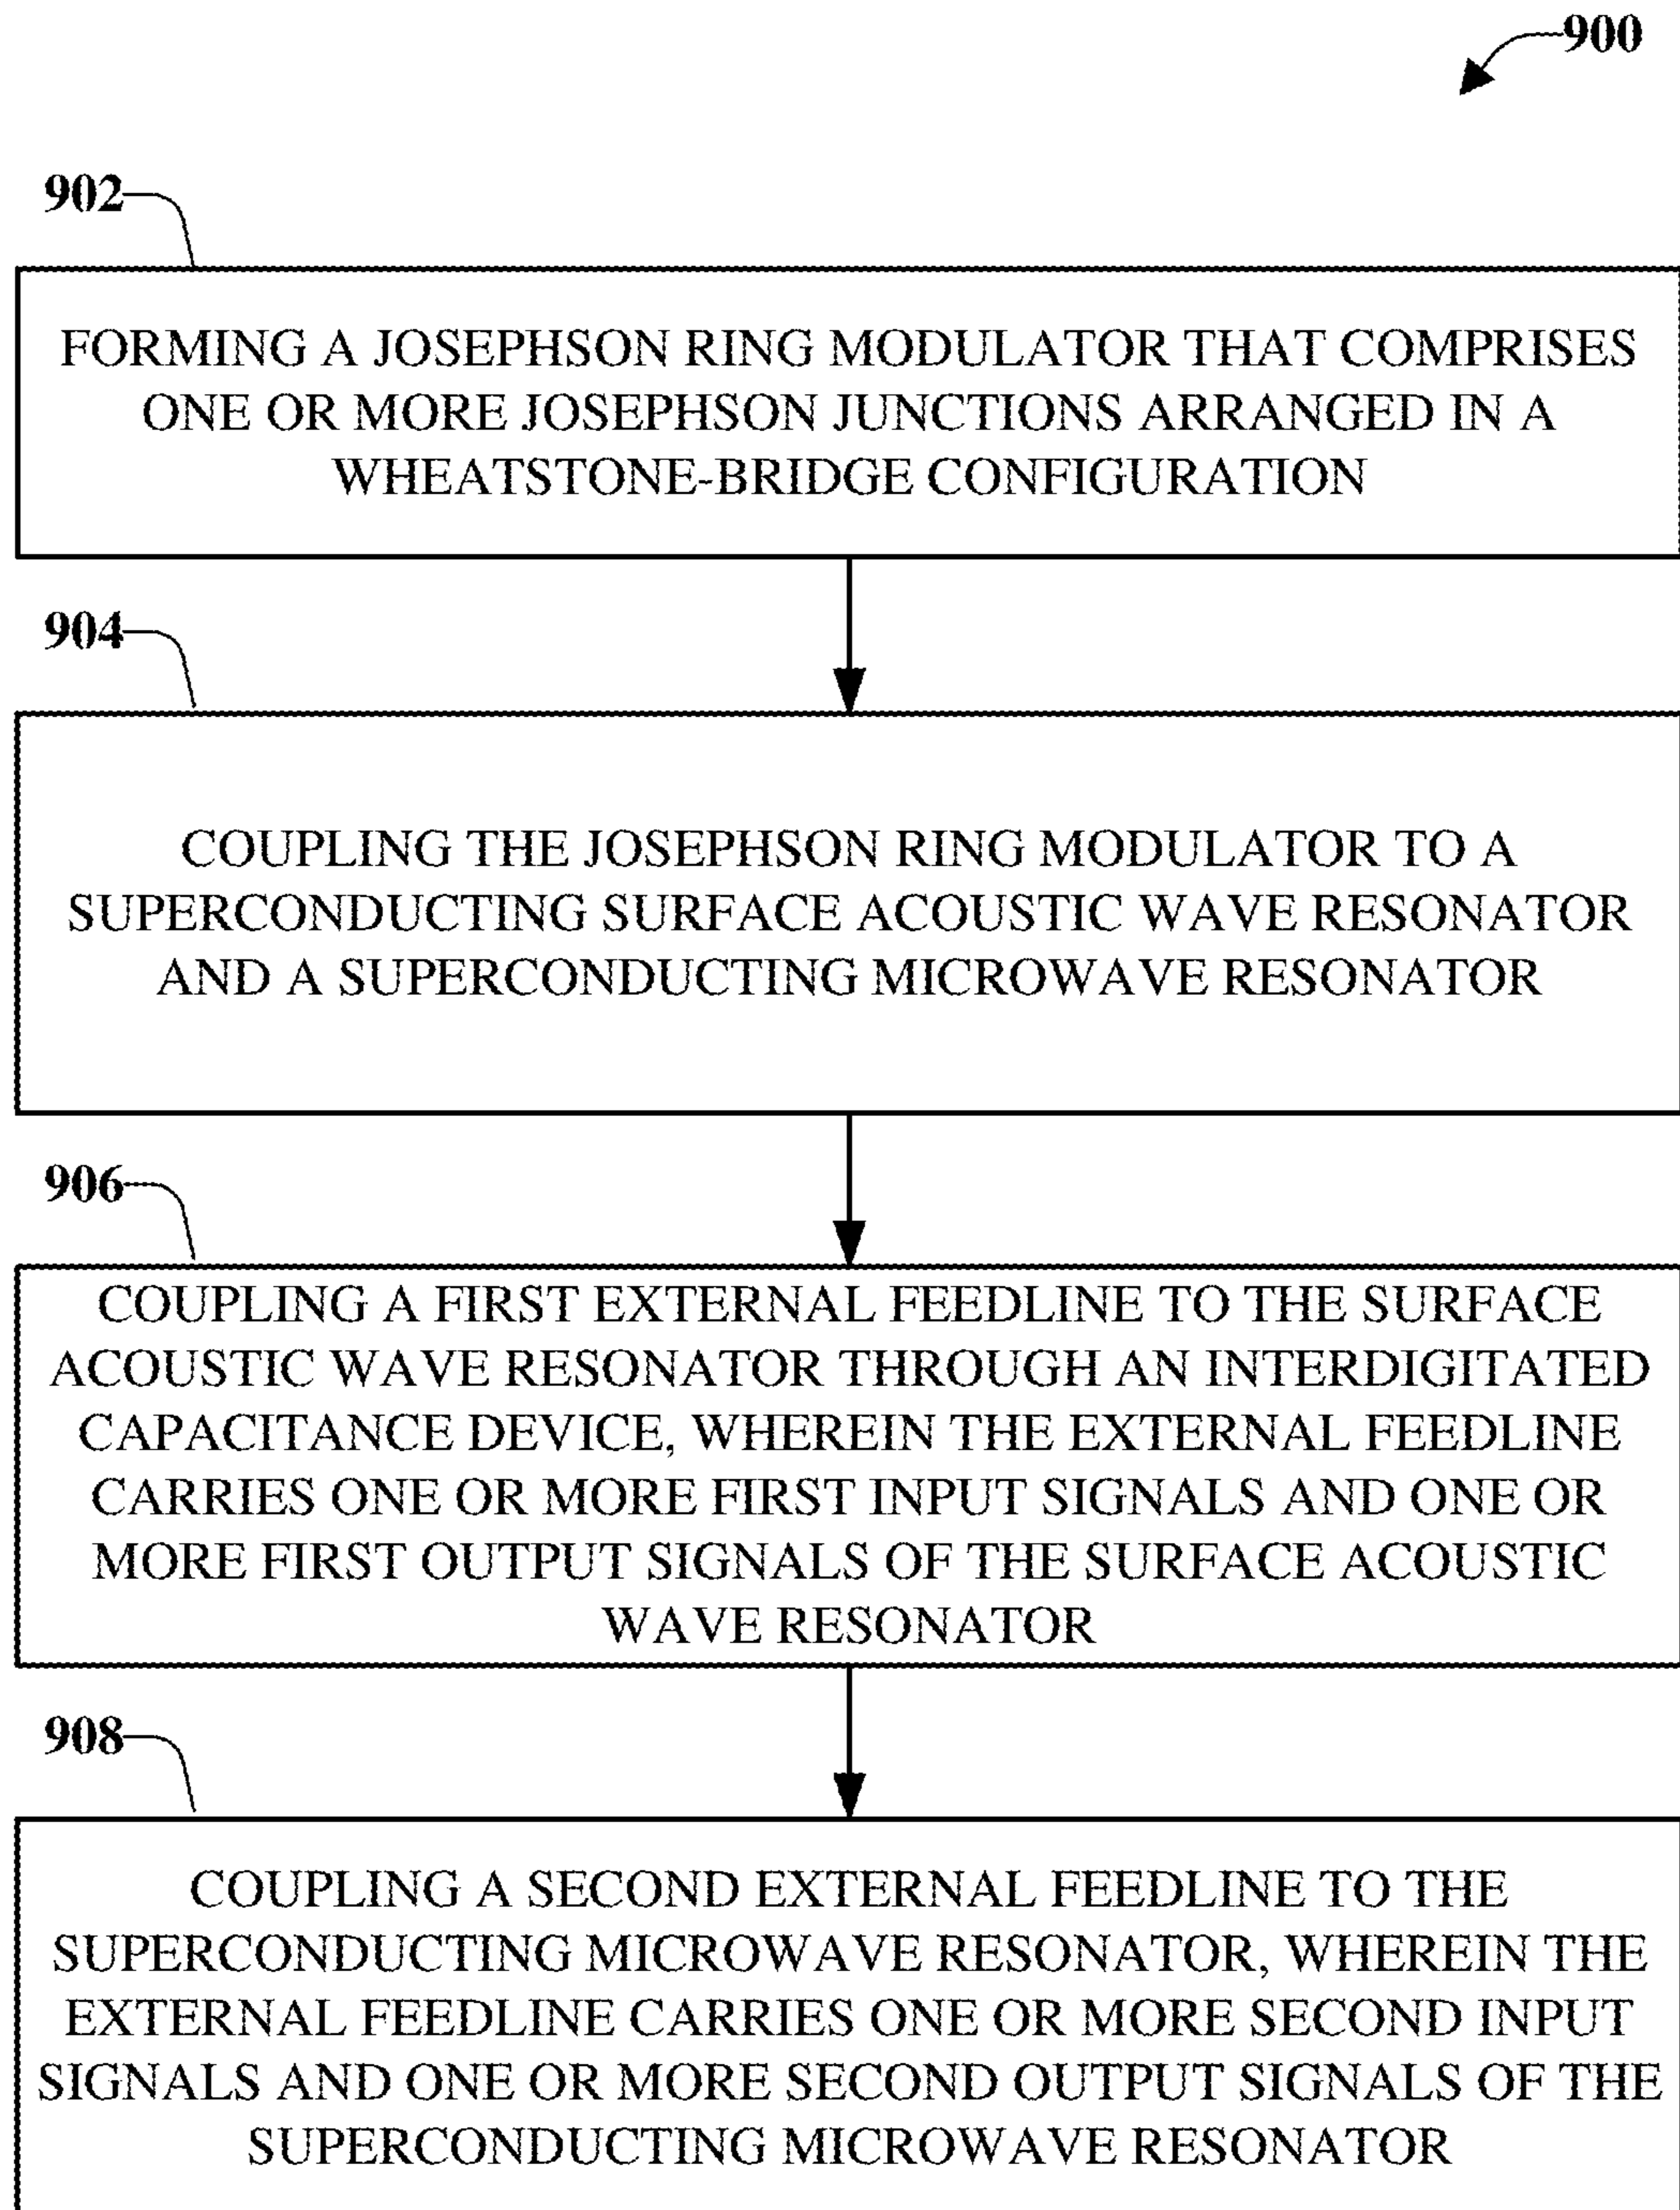 900
902
FORMING A JOSEPHSON RING MODULATOR THAT COMPRISES
ONE OR MORE JOSEPHSON JUNCTIONS ARRANGED IN A
WHEATSTONE-BRIDGE CONFIGURATION
904
COUPLING THE JOSEPHSON RING MODULATOR TO A
SUPERCONDUCTING SURFACE ACOUSTIC WAVE RESONATOR
AND A SUPERCONDUCTING MICROWAVE RESONATOR
906
COUPLING A FIRST EXTERNAL FEEDLINE TO THE SURFACE
ACOUSTIC WAVE RESONATOR THROUGH AN INTERDIGITATED
CAPACITANCE DEVICE, WHEREIN THE EXTERNAL FEEDLINE
CARRIES ONE OR MORE FIRST INPUT SIGNALS AND ONE OR
MORE FIRST OUTPUT SIGNALS OF THE SURFACE ACOUSTIC
WAVE RESONATOR
908
COUPLING A SECOND EXTERNAL FEEDLINE TO THE
SUPERCONDUCTING MICROWAVE RESONATOR, WHEREIN THE
EXTERNAL FEEDLINE CARRIES ONE OR MORE SECOND INPUT
SIGNALS AND ONE OR MORE SECOND OUTPUT SIGNALS OF THE
SUPERCONDUCTING MICROWAVE RESONATOR